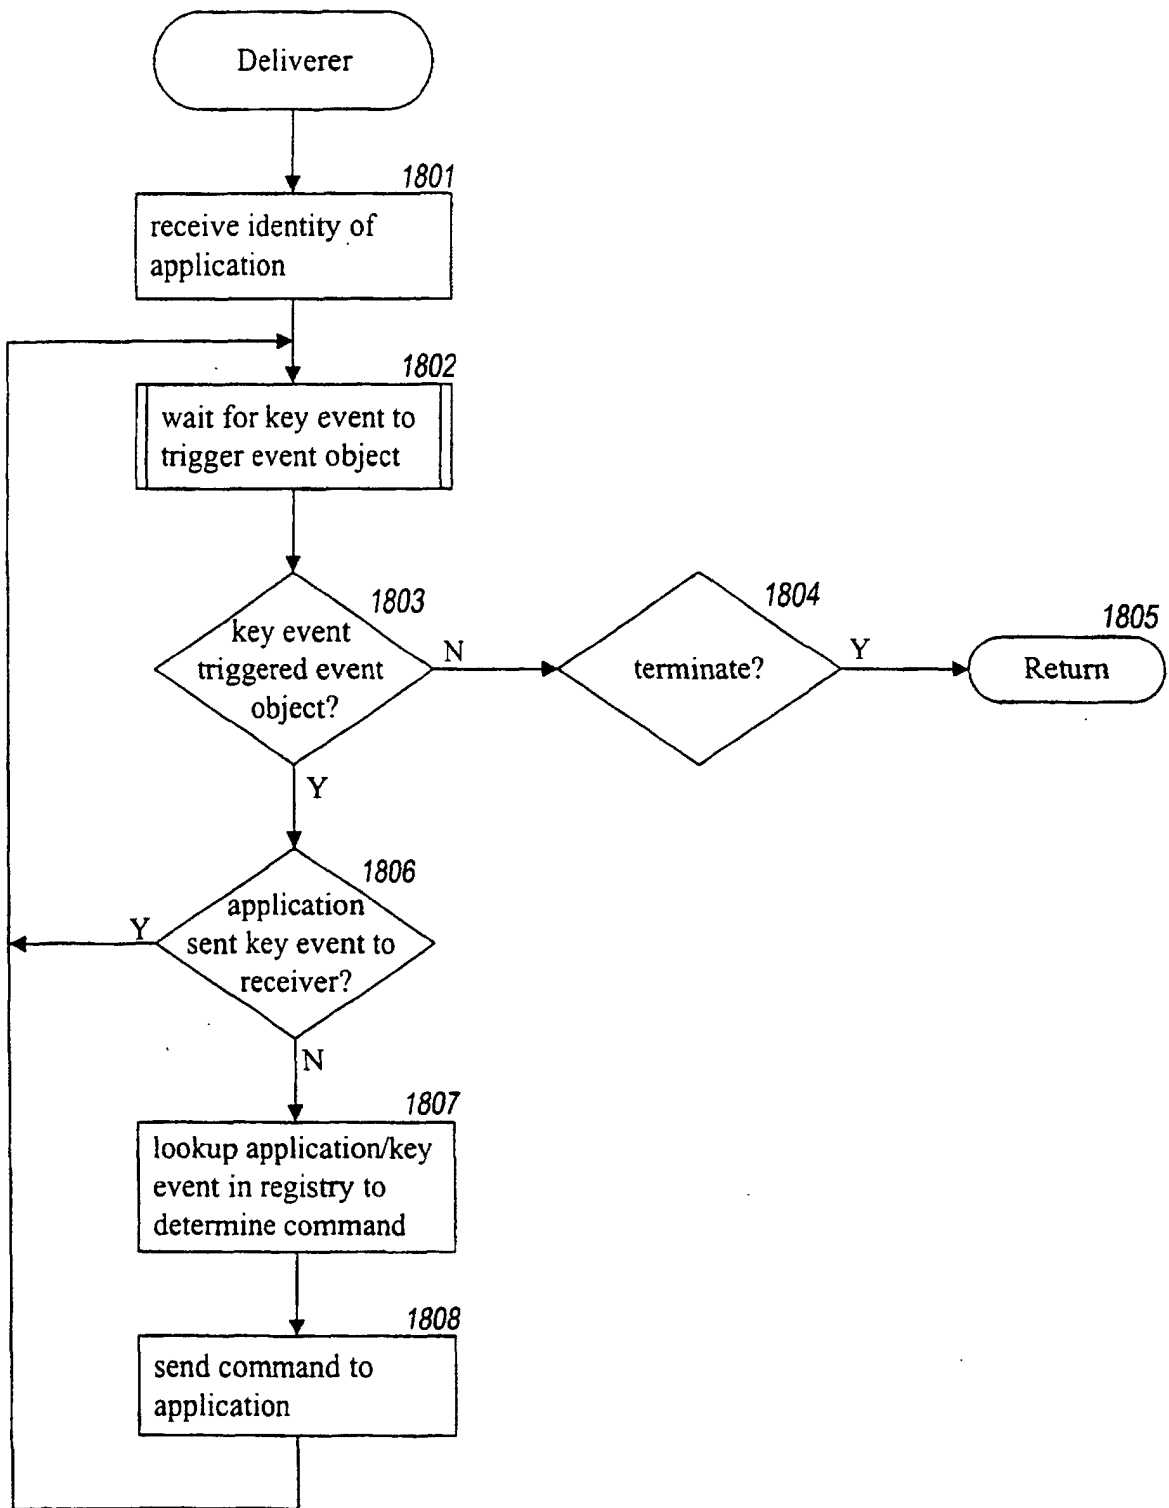 Deliverer
1801
receive identity of
application
1802
wait for key event to
trigger event object
1803
key event
triggered event
object?
N
1804
terminate?
Y
1805
Return
Y
1806
application
sent key event to
receiver?
Y
N
1807
lookup application/key
event in registry to
determine command
1808
send command to
application